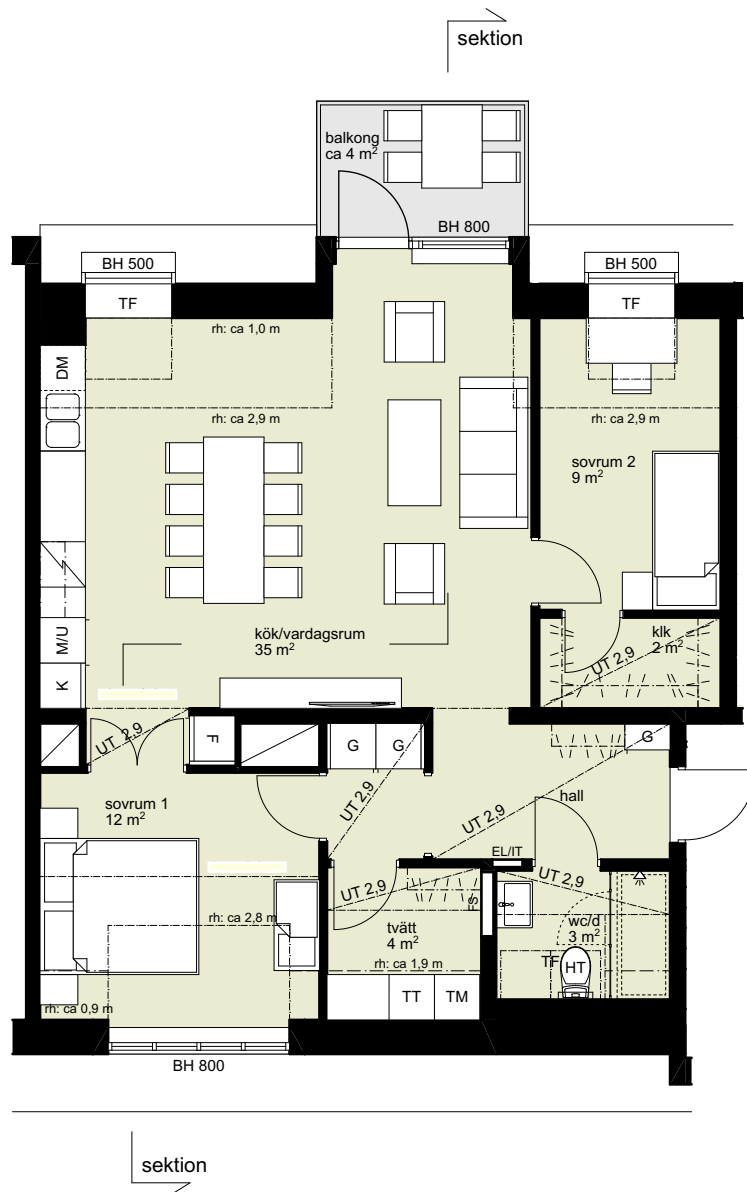 sektion
balkong
ca 4 m²
BH 800
BH 500
BH 500
TF
TF
rh: ca 1,0 m
DM
rh: ca 2,9 m
rh: ca 2,9 m
sovrum 2
9 m²
kök/vardagsrum
35 m²
klk
2 m²
UT 2,9
M/U
K
UT 2,9
F
G
G
G
sovrum 1
12 m²
UT 2,9
UT 2,9
hall
EL/IT
UT 2,9
UT 2,9
FS
rh: ca 2,8 m
tvätt
4 m²
wc/d
3 m²
rh: ca 1,9 m
TF
HT
rh: ca 0,9 m
TT
TM
BH 800
sektion